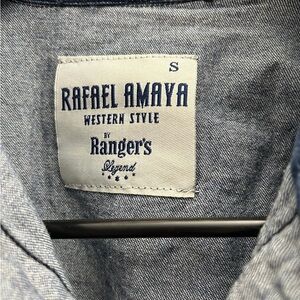 S
RAFAEL AMAYA
WESTERN STYLE
BY
Ranger's
Legend